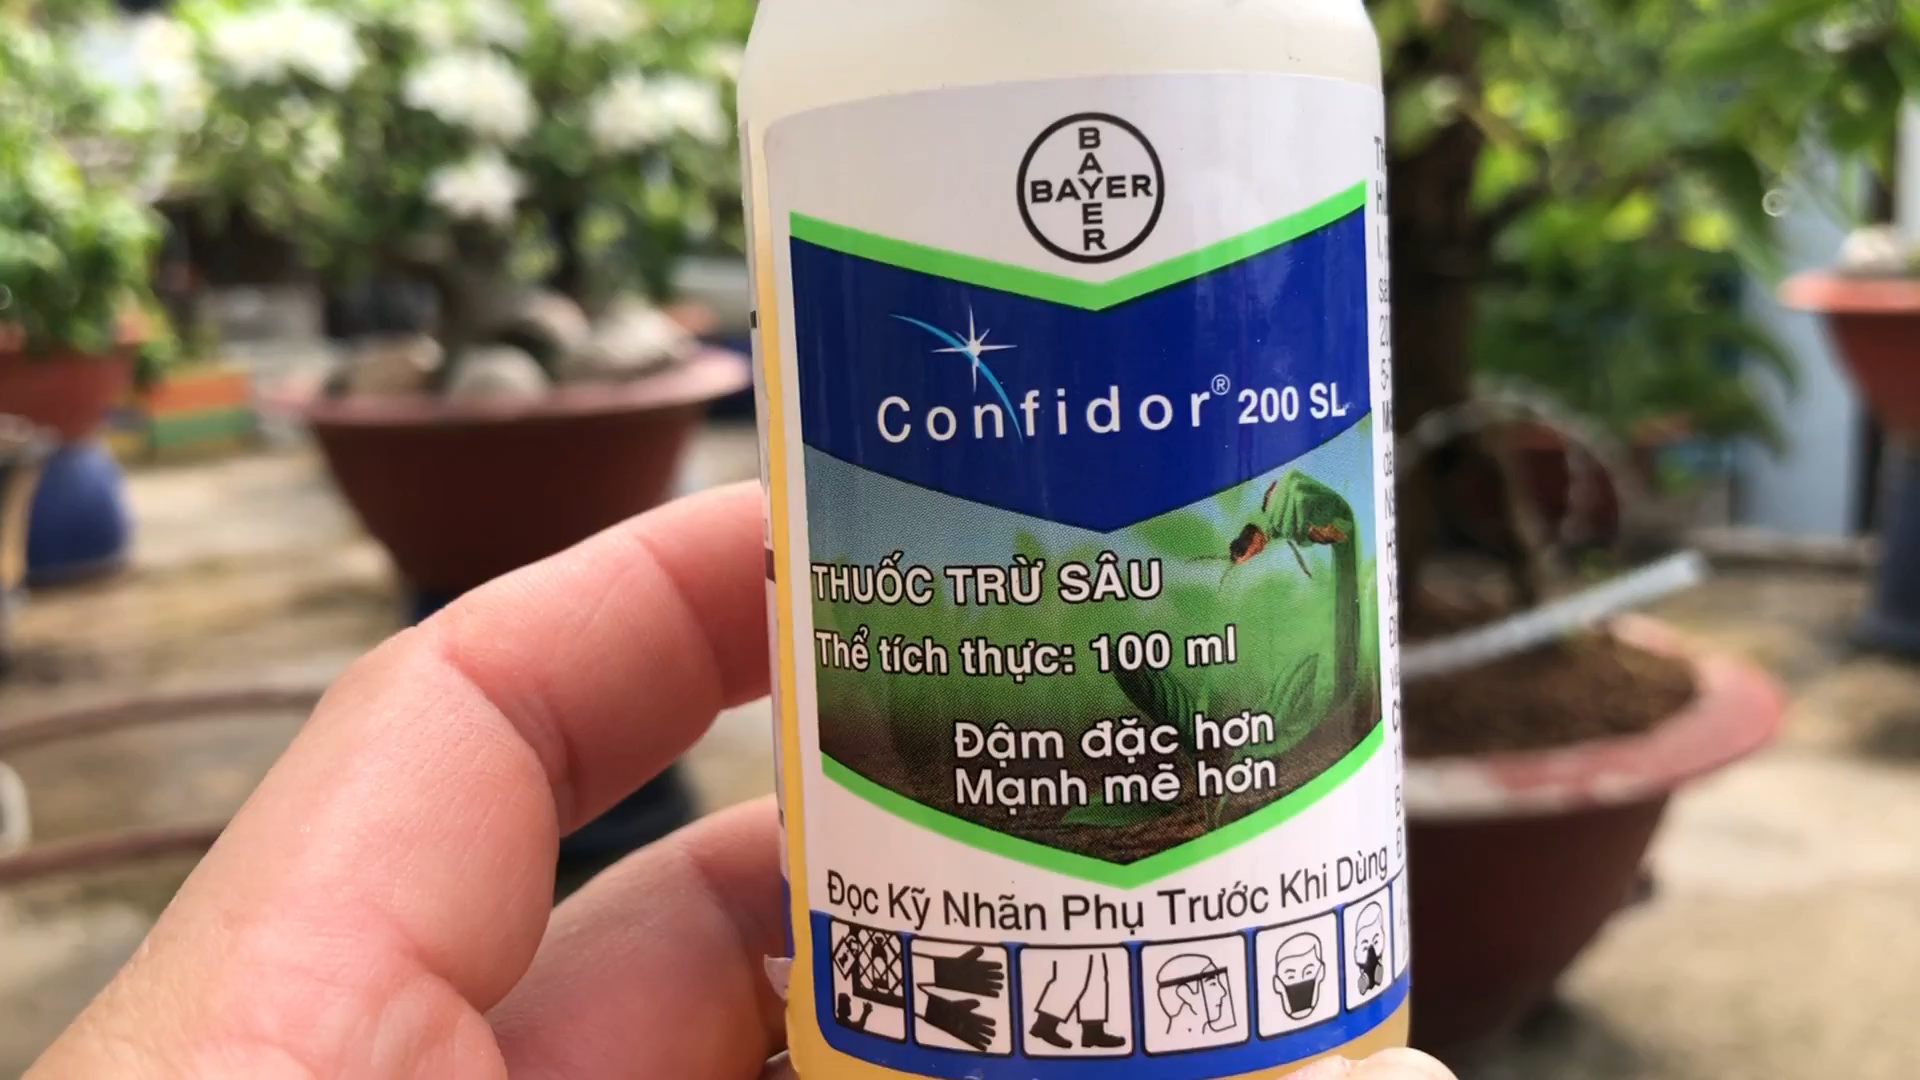 BAYER
BAYER
Confidor® 200 SL
THUỐC TRỪ SÂU
Thể tích thực: 100 ml
Đậm đặc hơn
Mạnh mẽ hơn
Đọc Kỹ Nhãn Phụ Trước Khi Dùng